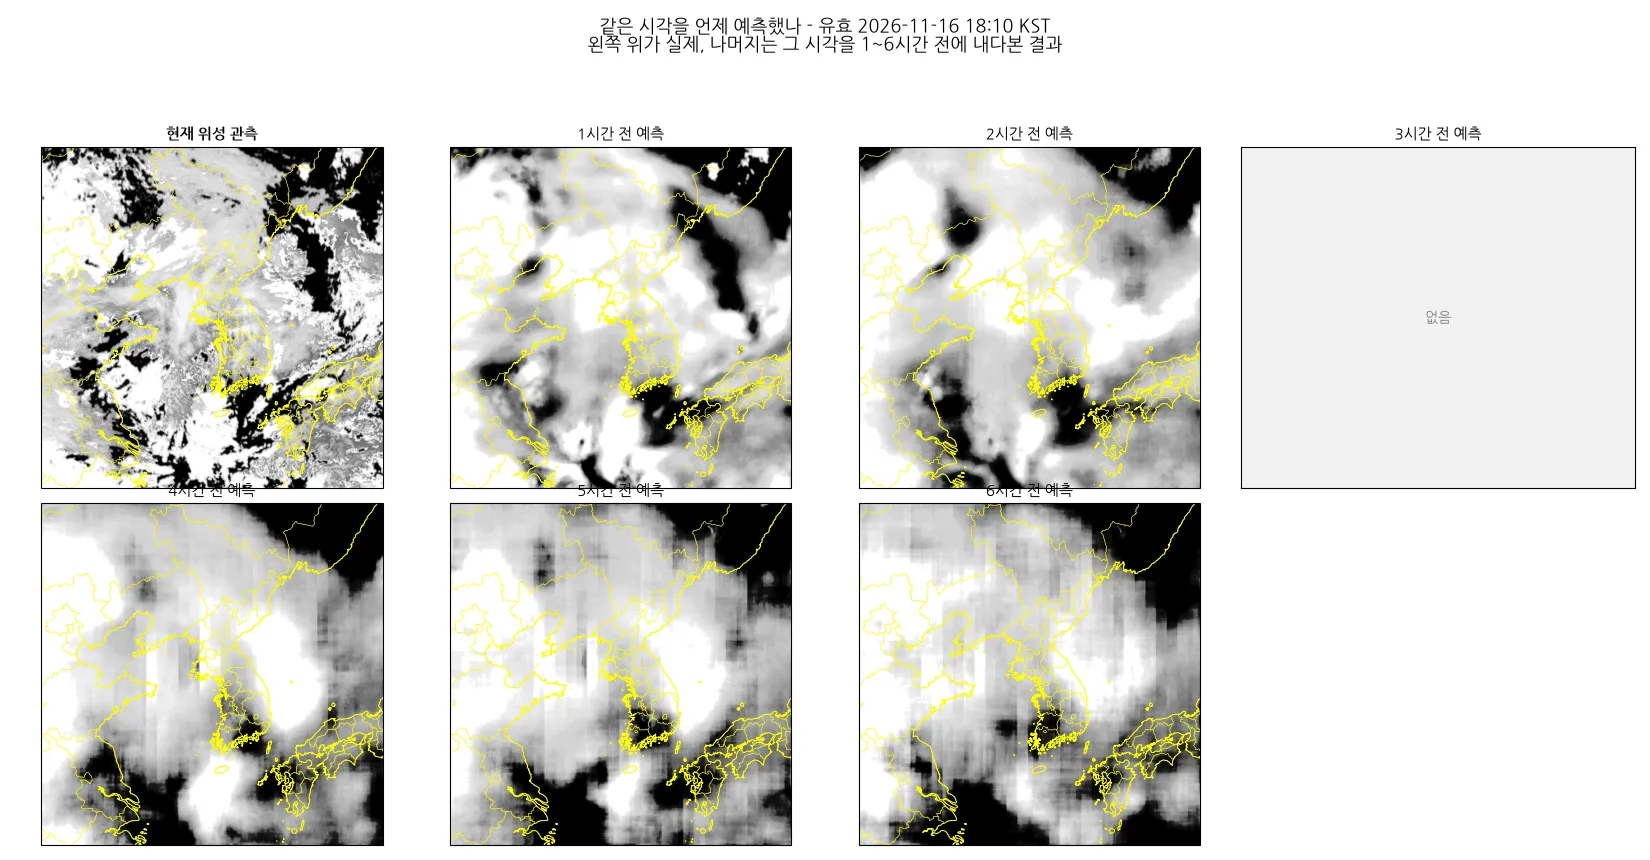 같은 시각을 언제 예측했나 - 유효 2026-11-16 18:10 KST
왼쪽 위가 실제, 나머지는 그 시각을 1~6시간 전에 내다본 결과
현재 위성 관측
1시간 전 예측
2시간 전 예측
3시간 전 예측
없음
4시간 전 예측
5시간 전 예측
6시간 전 예측